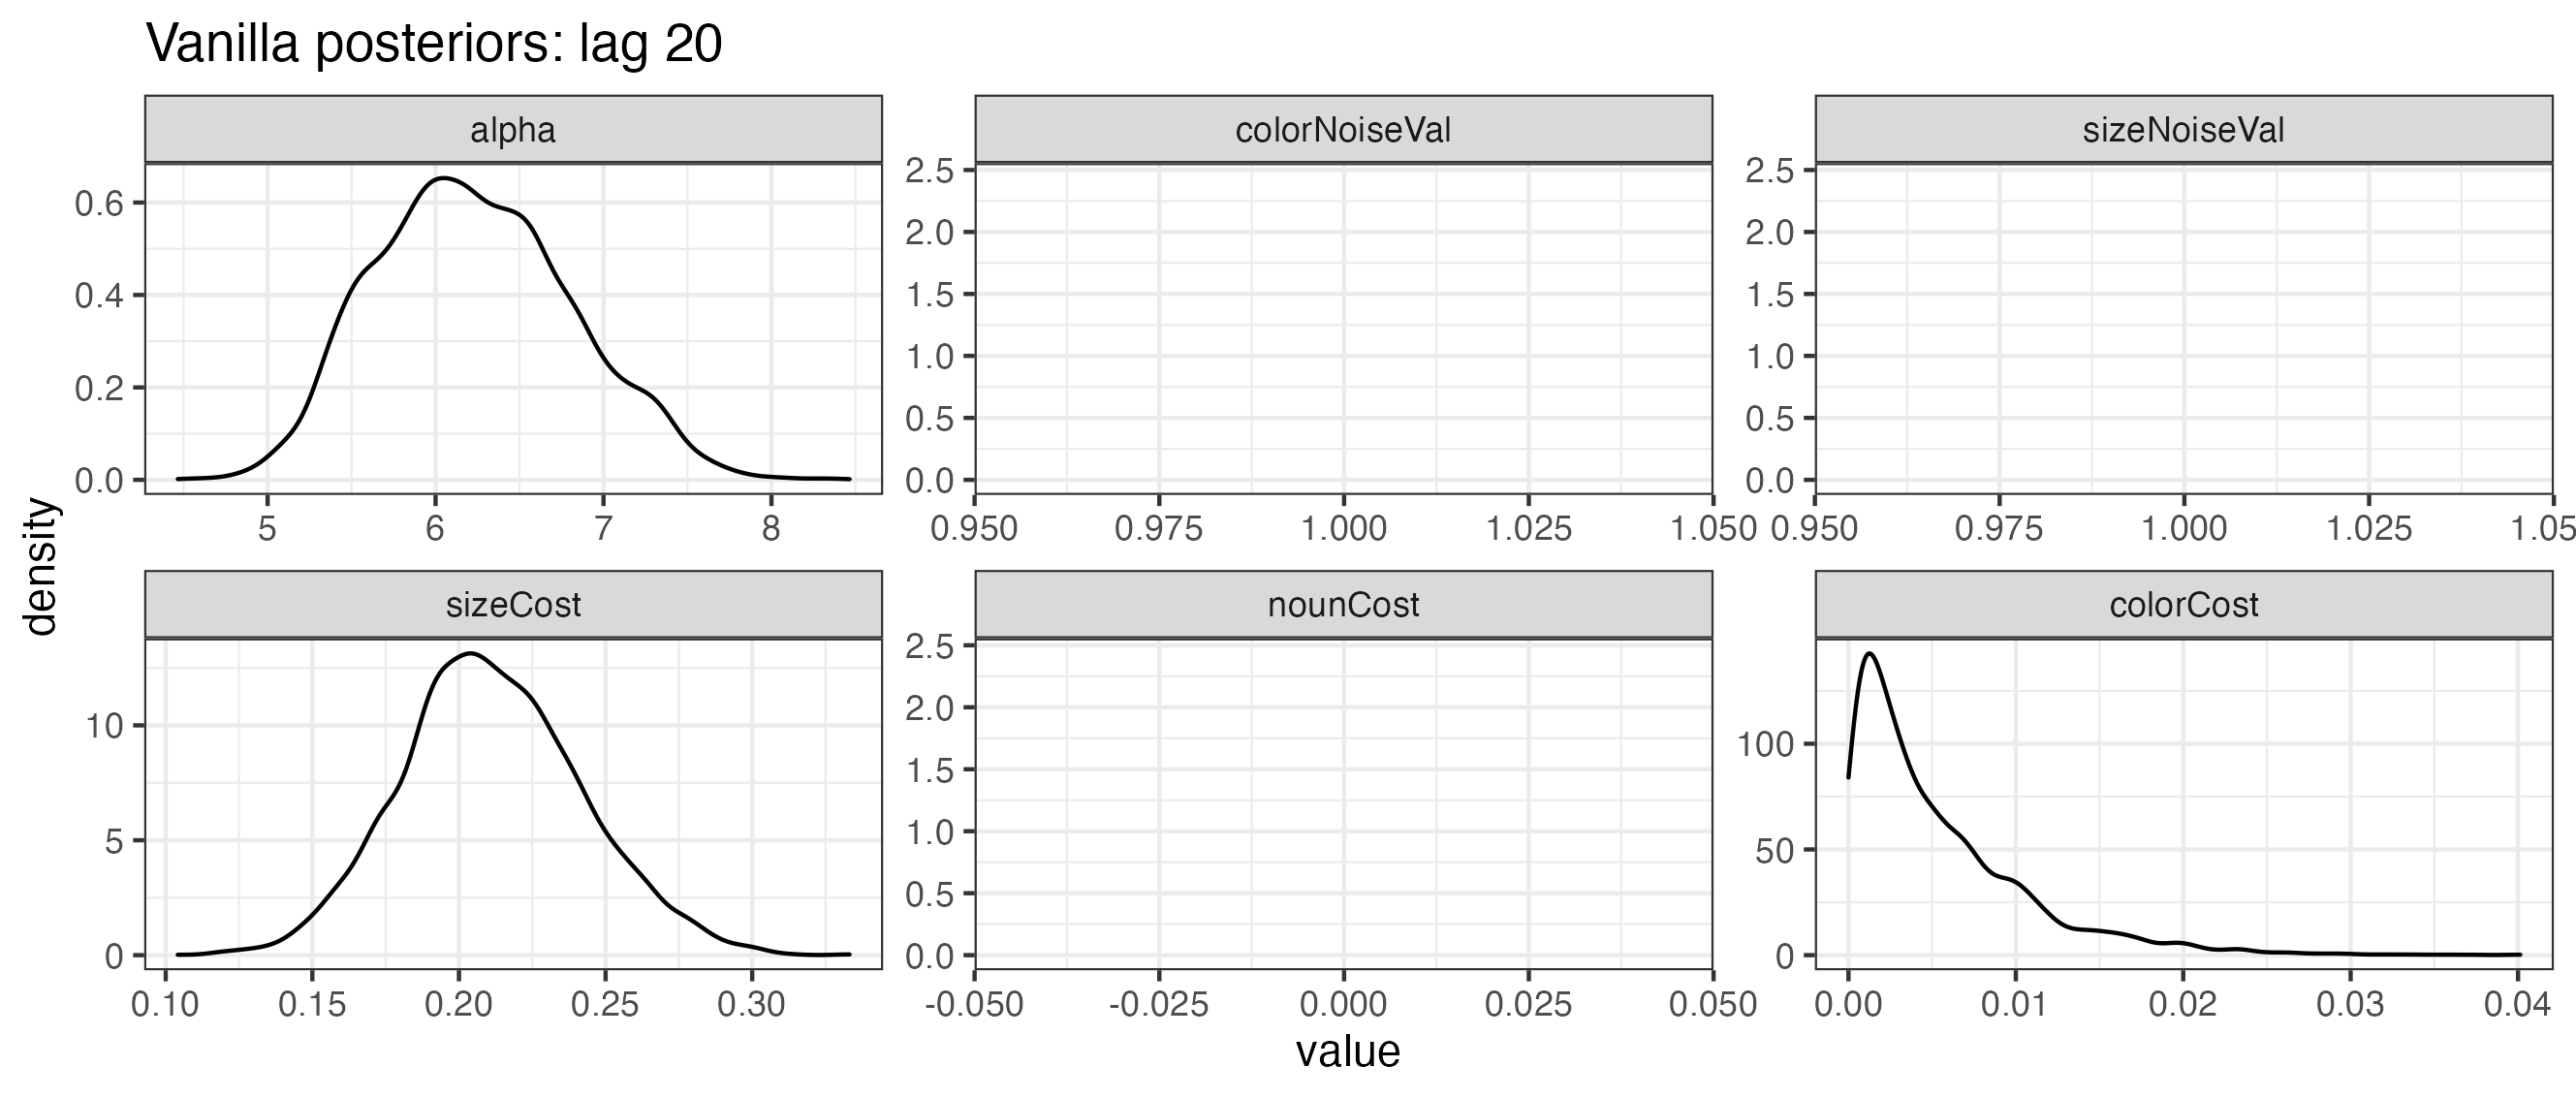 Vanilla posteriors: lag 20
alpha
colorNoiseVal
sizeNoiseVal
0.6
0.4
0.2
0.0
5 6 7 8
2.5
2.0
1.5
1.0
0.5
0.0
0.950 0.975 1.000 1.025 1.050
2.5
2.0
1.5
1.0
0.5
0.0
0.950 0.975 1.000 1.025 1.05
density
sizeCost
nounCost
colorCost
10
5
0
0.10 0.15 0.20 0.25 0.30
2.5
2.0
1.5
1.0
0.5
0.0
-0.050 -0.025 0.000 0.025 0.050
100
50
0
0.00 0.01 0.02 0.03 0.04
value